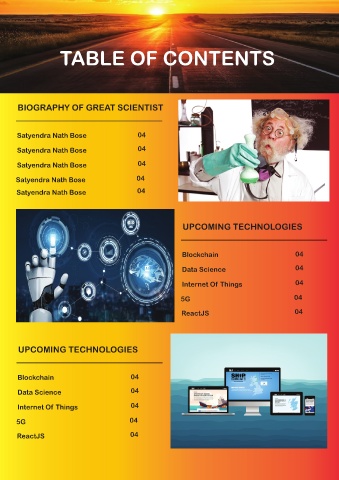 TABLE OF CONTENTS
BIOGRAPHY OF GREAT SCIENTIST
Satyendra Nath Bose 04
Satyendra Nath Bose 04
Satyendra Nath Bose 04
Satyendra Nath Bose 04
Satyendra Nath Bose 04
UPCOMING TECHNOLOGIES
Blockchain 04
Data Science 04
Internet Of Things 04
5G 04
ReactJS 04
UPCOMING TECHNOLOGIES
Blockchain 04
Data Science 04
Internet Of Things 04
5G 04
ReactJS 04